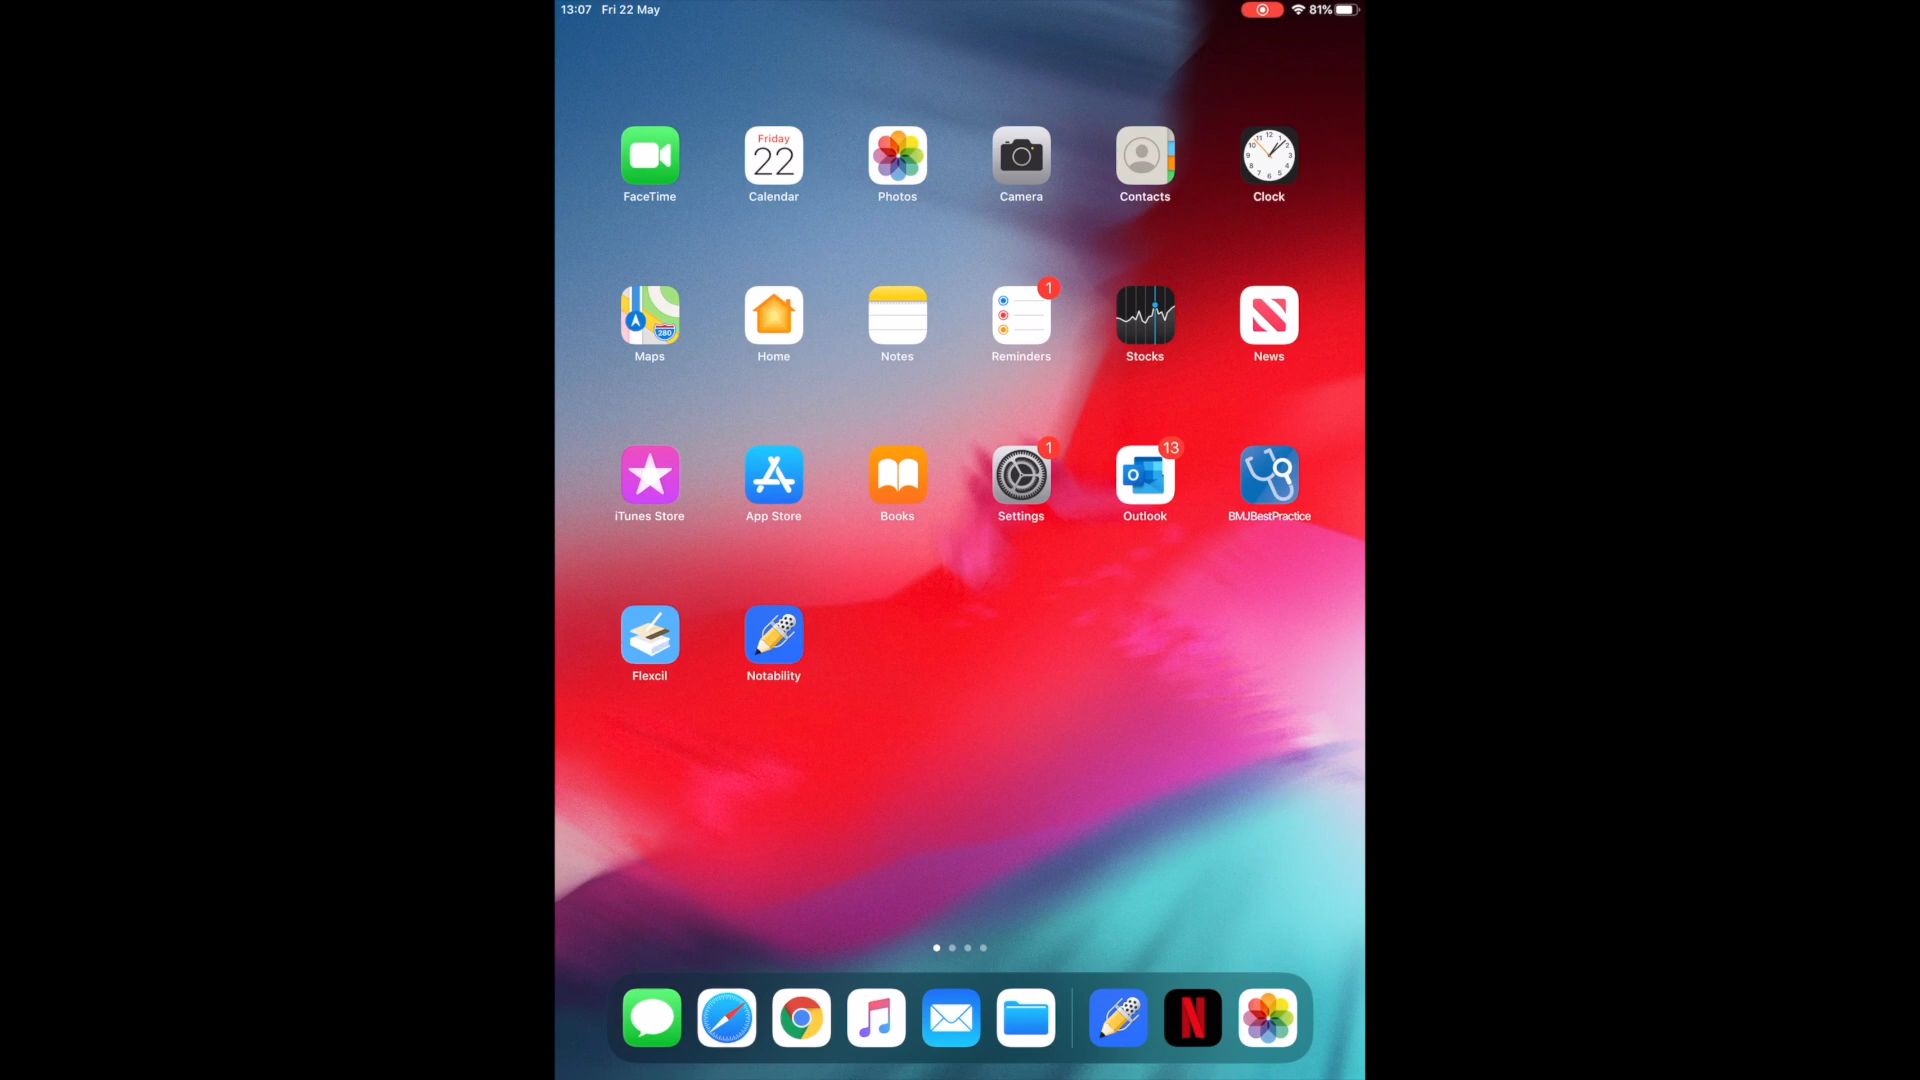 13:07 Fri 22 May
81%
Friday
22
FaceTime
Calendar
Photos
Camera
Contacts
Clock
280
1
Maps
Home
Notes
Reminders
Stocks
News
1
13
iTunes Store
App Store
Books
Settings
Outlook
BMJBestPractice
Flexcil
Notability
N